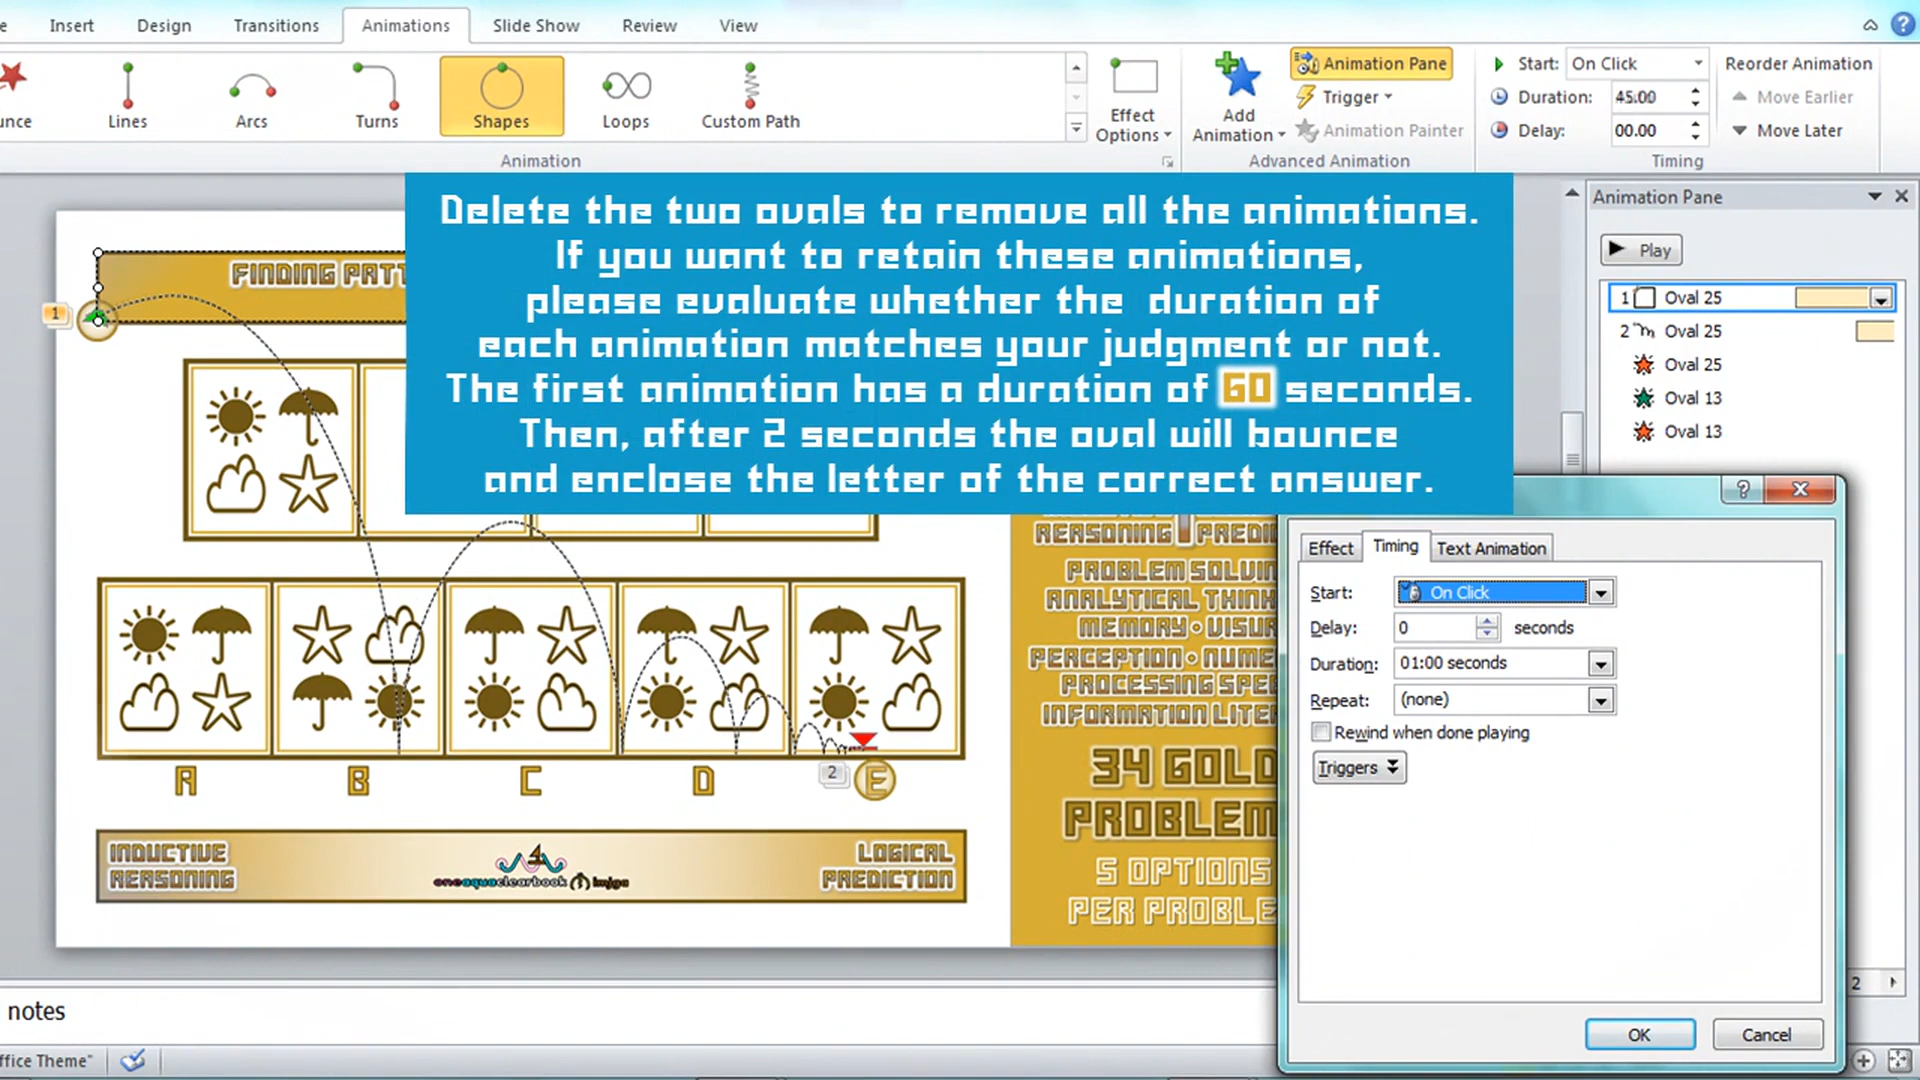 Insert Design Transitions Animations Slide Show Review View
Lines Arcs Turns Shapes Loops Custom Path
Effect Options
Add Animation
Animation Pane
Trigger
Animation Painter
Start: On Click
Duration: 45.00
Delay: 00.00
Reorder Animation
Move Earlier
Move Later
Animation Advanced Animation Timing
Delete the two ovals to remove all the animations.
If you want to retain these animations,
please evaluate whether the duration of
each animation matches your judgment or not.
The first animation has a duration of 60 seconds.
Then, after 2 seconds the oval will bounce
and enclose the letter of the correct answer.
Animation Pane
Play
1 Oval 25
2 Oval 25
Oval 25
Oval 13
Oval 13
FINDING
1
A B C D E
2
INDUCTIVE
REASONING
oneaquaclearbook imjga
LOGICAL
PREDICTION
REASONING
PROBLEM
ANALYTICAL
MEMORY •
PERCEPTION •
PROCESSING
INFORMATION
34 GOLD
5 OPTIONS
PER
Effect Timing Text Animation
Start: On Click
Delay: 0 seconds
Duration: 01:00 seconds
Repeat: (none)
Rewind when done playing
Triggers
OK Cancel
notes
2